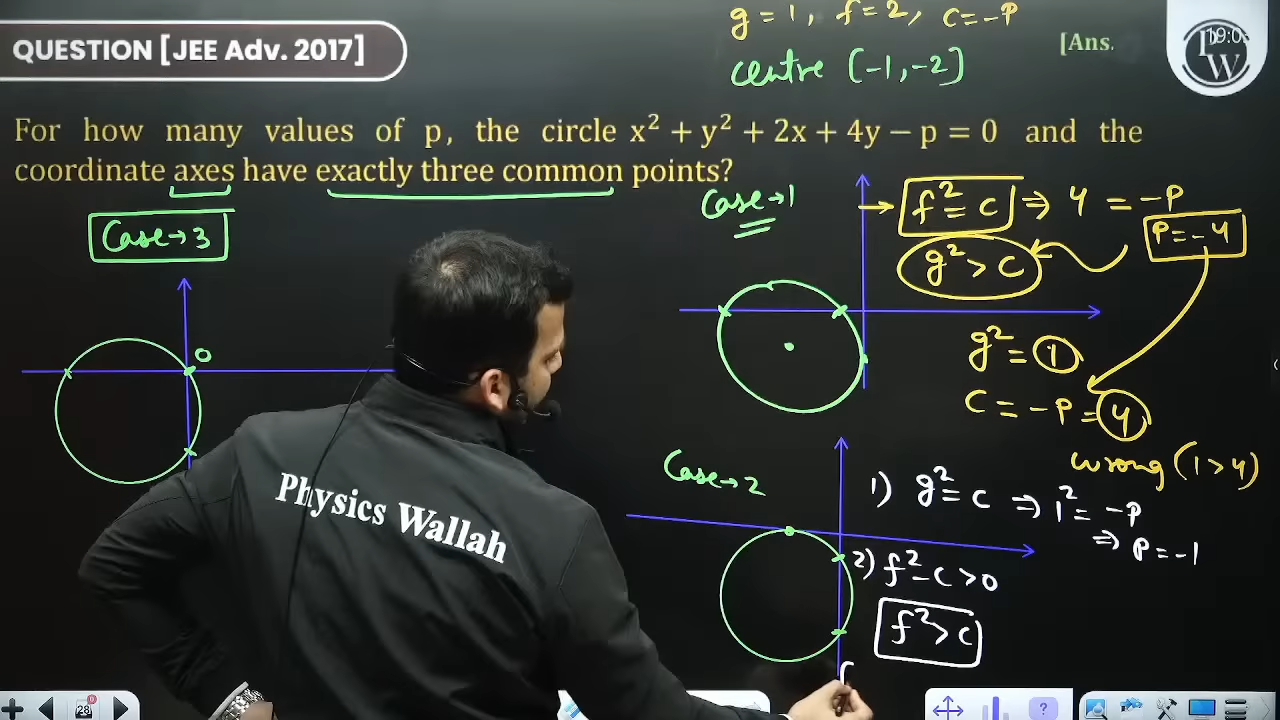 g = 1, f = 2, c = -p
QUESTION [JEE Adv. 2017]
centre (-1, -2)
[Ans.
19:0
W
For how many values of p, the circle x² + y² + 2x + 4y − p = 0 and the
coordinate axes have exactly three common points?
Case→3
O
Case→1
f² = c ⇒ 4 = -p
p = -4
g² > c
g² = 1
c = -p = 4
wrong (1 > 4)
Case→2
1) g² = c ⇒ 1² = -p
⇒ p = -1
2) f² - c > 0
f² > c
Physics Wallah
28
?